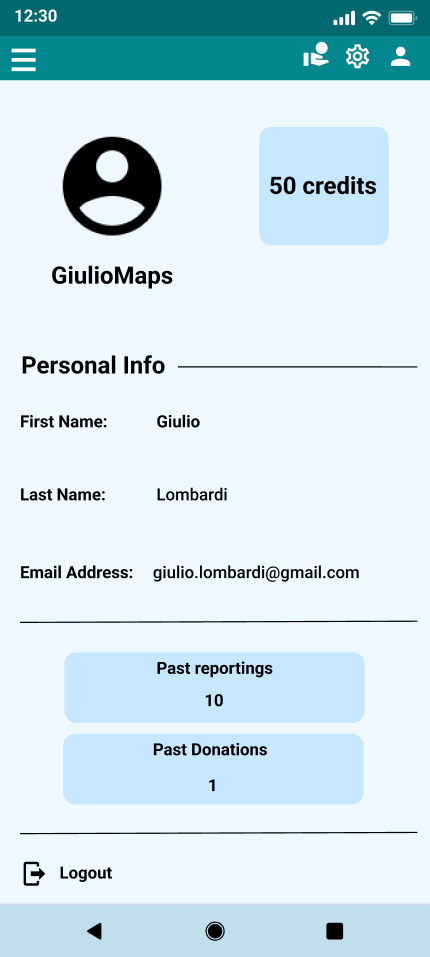 12:30
50 credits
GiulioMaps
Personal Info
First Name: Giulio
Last Name: Lombardi
Email Address: giulio.lombardi@gmail.com
Past reportings
10
Past Donations
1
Logout